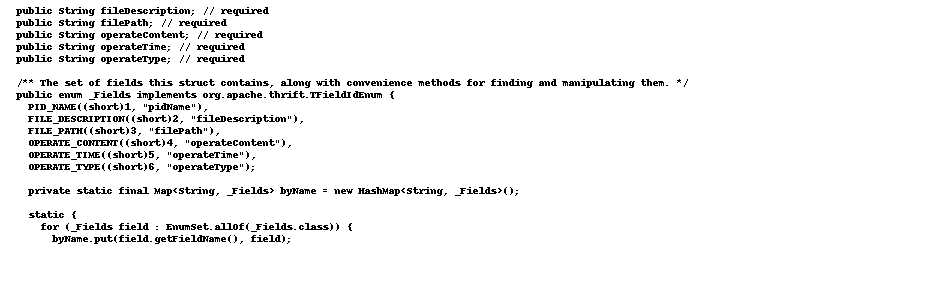 public String fileDescription; // required
public String filePath; // required
public String operateContent; // required
public String operateTime; // required
public String operateType; // required
/** The set of fields this struct contains, along with convenience methods for finding and manipulating them. */
public enum _Fields implements org.apache.thrift.TFieldIdEnum {
PID_NAME((short)1, "pidName"),
FILE_DESCRIPTION((short)2, "fileDescription"),
FILE_PATH((short)3, "filePath"),
OPERATE_CONTENT((short)4, "operateContent"),
OPERATE_TIME((short)5, "operateTime"),
OPERATE_TYPE((short)6, "operateType");
private static final Map<String, _Fields> byName = new HashMap<String, _Fields>();
static {
for (_Fields field : EnumSet.allOf(_Fields.class)) {
byName.put(field.getFieldName(), field);